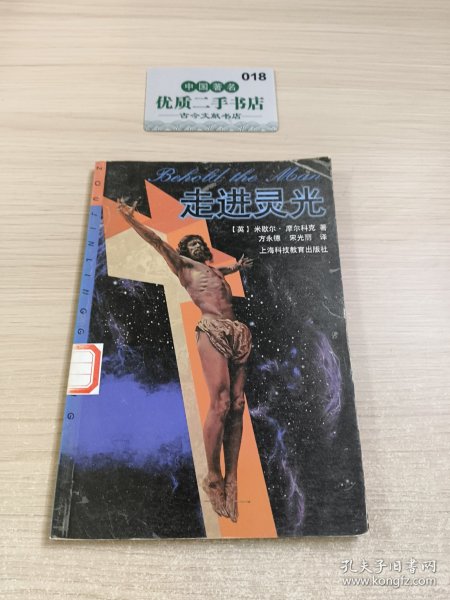 018
中国著名
优质二手书店
古今文献书店
Behold the Man
走进灵光
【英】米歇尔·摩尔科克 著
方永德 宋光丽 译
上海科技教育出版社
ZOUJINLINGG
G
孔夫子旧书网
www.kongfz.com